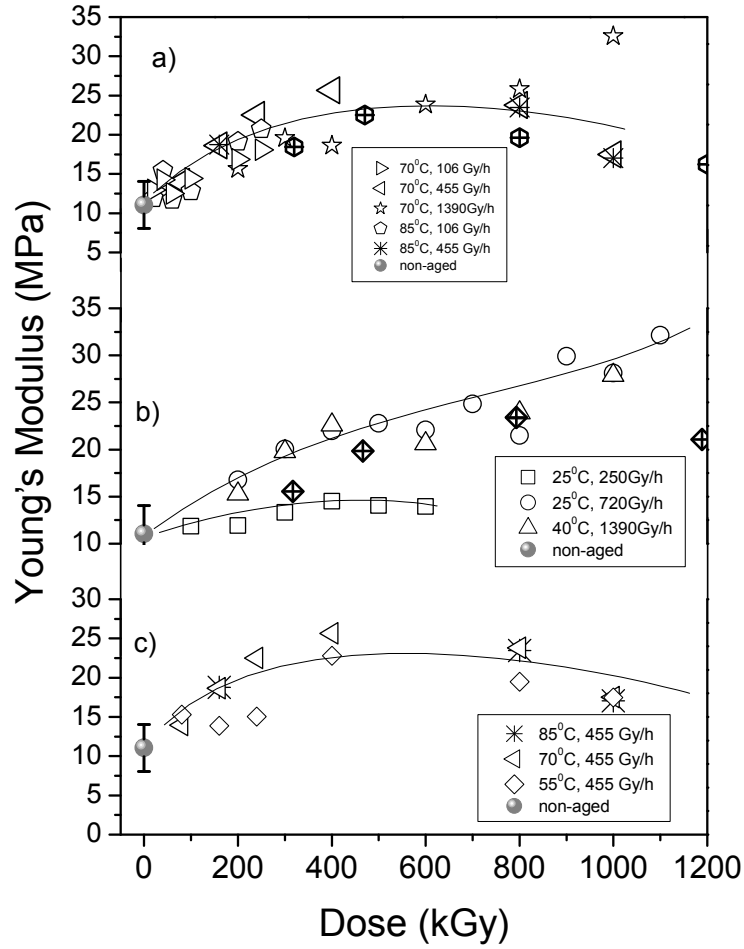 Young's Modulus (MPa)
35
30
25
20
15
10
5
a)
70⁰C, 106 Gy/h
70⁰C, 455 Gy/h
70⁰C, 1390Gy/h
85⁰C, 106 Gy/h
85⁰C, 455 Gy/h
non-aged
35
30
25
20
15
10
b)
25⁰C, 250Gy/h
25⁰C, 720Gy/h
40⁰C, 1390Gy/h
non-aged
30
25
20
15
10
5
0
c)
85⁰C, 455 Gy/h
70⁰C, 455 Gy/h
55⁰C, 455 Gy/h
non-aged
0 200 400 600 800 1000 1200
Dose (kGy)